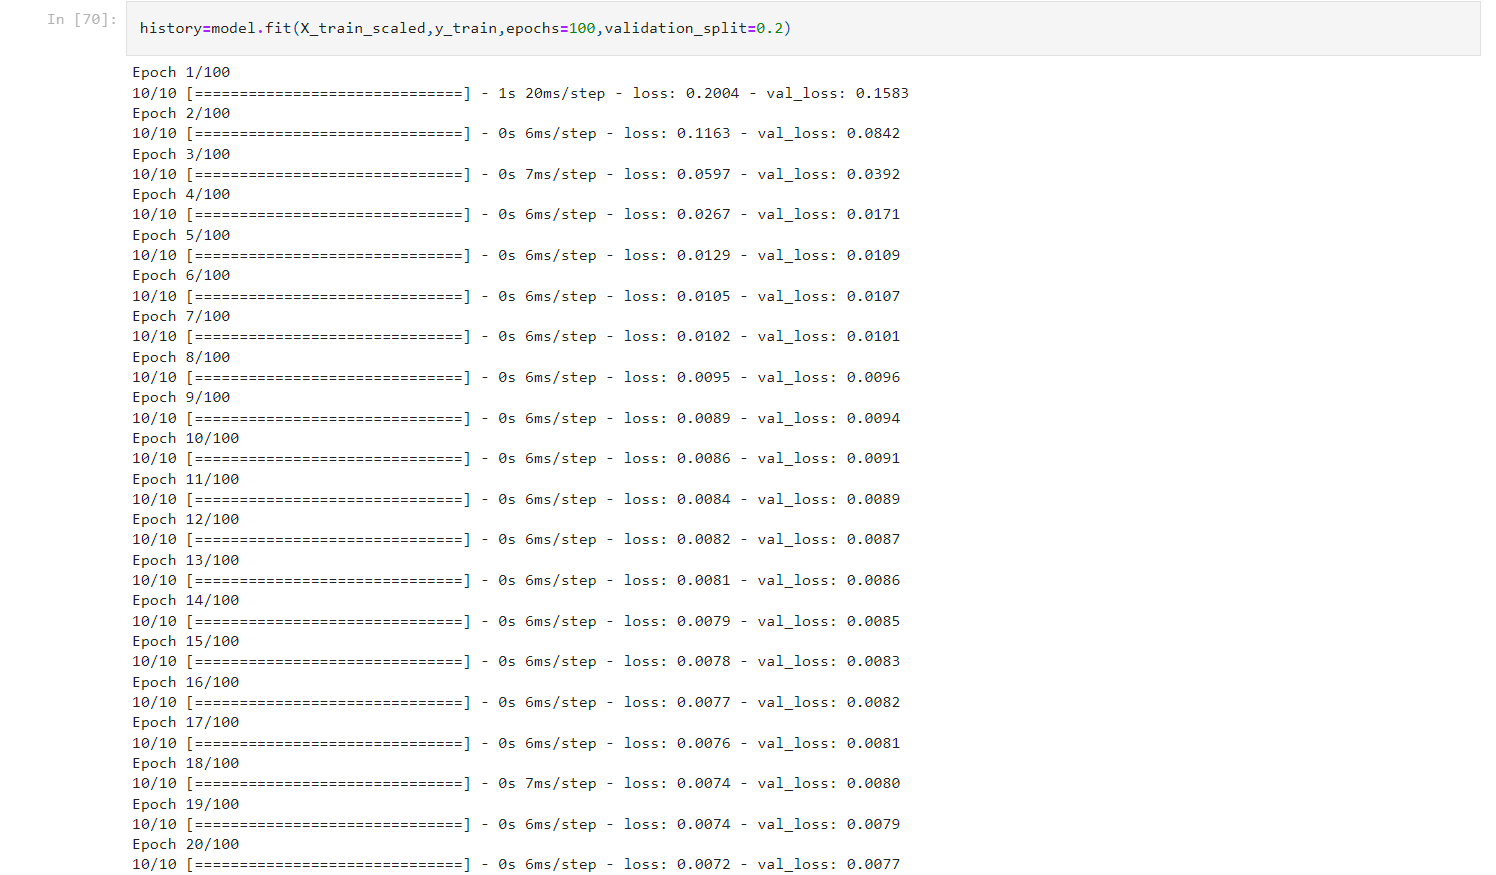 In [70]:
history=model.fit(X_train_scaled,y_train,epochs=100,validation_split=0.2)
Epoch 1/100
10/10 [==============================] - 1s 20ms/step - loss: 0.2004 - val_loss: 0.1583
Epoch 2/100
10/10 [==============================] - 0s 6ms/step - loss: 0.1163 - val_loss: 0.0842
Epoch 3/100
10/10 [==============================] - 0s 7ms/step - loss: 0.0597 - val_loss: 0.0392
Epoch 4/100
10/10 [==============================] - 0s 6ms/step - loss: 0.0267 - val_loss: 0.0171
Epoch 5/100
10/10 [==============================] - 0s 6ms/step - loss: 0.0129 - val_loss: 0.0109
Epoch 6/100
10/10 [==============================] - 0s 6ms/step - loss: 0.0105 - val_loss: 0.0107
Epoch 7/100
10/10 [==============================] - 0s 6ms/step - loss: 0.0102 - val_loss: 0.0101
Epoch 8/100
10/10 [==============================] - 0s 6ms/step - loss: 0.0095 - val_loss: 0.0096
Epoch 9/100
10/10 [==============================] - 0s 6ms/step - loss: 0.0089 - val_loss: 0.0094
Epoch 10/100
10/10 [==============================] - 0s 6ms/step - loss: 0.0086 - val_loss: 0.0091
Epoch 11/100
10/10 [==============================] - 0s 6ms/step - loss: 0.0084 - val_loss: 0.0089
Epoch 12/100
10/10 [==============================] - 0s 6ms/step - loss: 0.0082 - val_loss: 0.0087
Epoch 13/100
10/10 [==============================] - 0s 6ms/step - loss: 0.0081 - val_loss: 0.0086
Epoch 14/100
10/10 [==============================] - 0s 6ms/step - loss: 0.0079 - val_loss: 0.0085
Epoch 15/100
10/10 [==============================] - 0s 6ms/step - loss: 0.0078 - val_loss: 0.0083
Epoch 16/100
10/10 [==============================] - 0s 6ms/step - loss: 0.0077 - val_loss: 0.0082
Epoch 17/100
10/10 [==============================] - 0s 6ms/step - loss: 0.0076 - val_loss: 0.0081
Epoch 18/100
10/10 [==============================] - 0s 7ms/step - loss: 0.0074 - val_loss: 0.0080
Epoch 19/100
10/10 [==============================] - 0s 6ms/step - loss: 0.0074 - val_loss: 0.0079
Epoch 20/100
10/10 [==============================] - 0s 6ms/step - loss: 0.0072 - val_loss: 0.0077